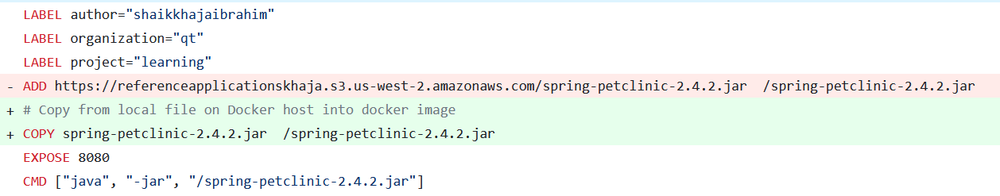 LABEL author="shaikkhajaibrahim"
LABEL organization="qt"
LABEL project="learning"
- ADD https://referenceapplicationskhaja.s3.us-west-2.amazonaws.com/spring-petclinic-2.4.2.jar  /spring-petclinic-2.4.2.jar
+ # Copy from local file on Docker host into docker image
+ COPY spring-petclinic-2.4.2.jar  /spring-petclinic-2.4.2.jar
EXPOSE 8080
CMD ["java", "-jar", "/spring-petclinic-2.4.2.jar"]